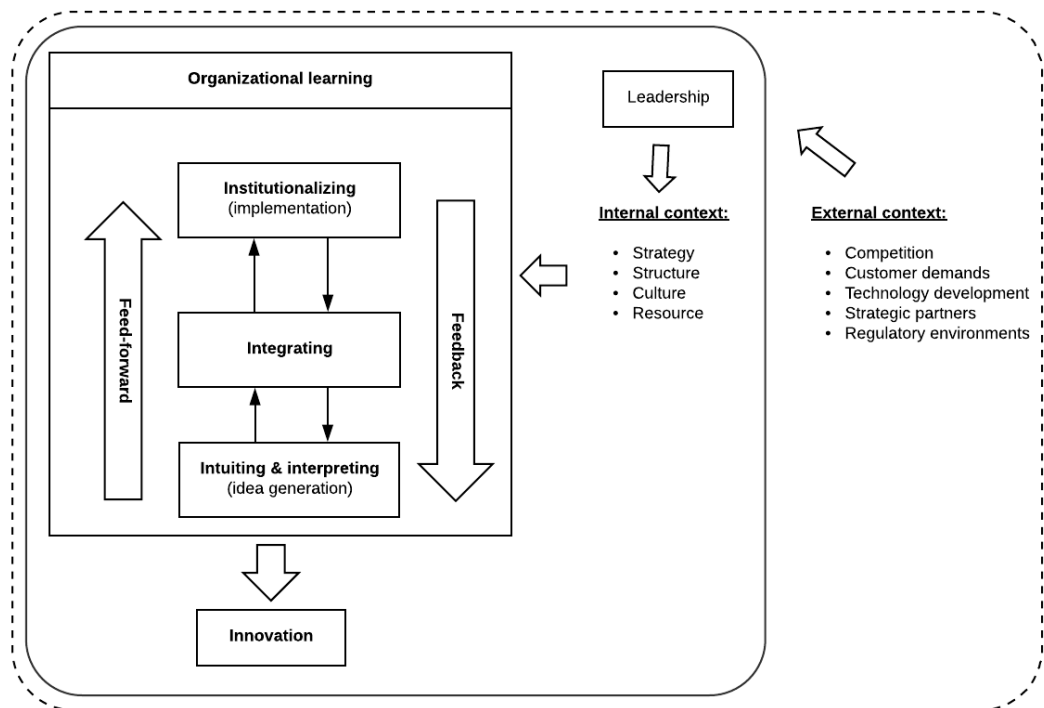 Organizational learning
Leadership
Institutionalizing
(implementation)
Feed-forward
Feedback
Integrating
Intuiting & interpreting
(idea generation)
Innovation
Internal context:
• Strategy
• Structure
• Culture
• Resource
External context:
• Competition
• Customer demands
• Technology development
• Strategic partners
• Regulatory environments